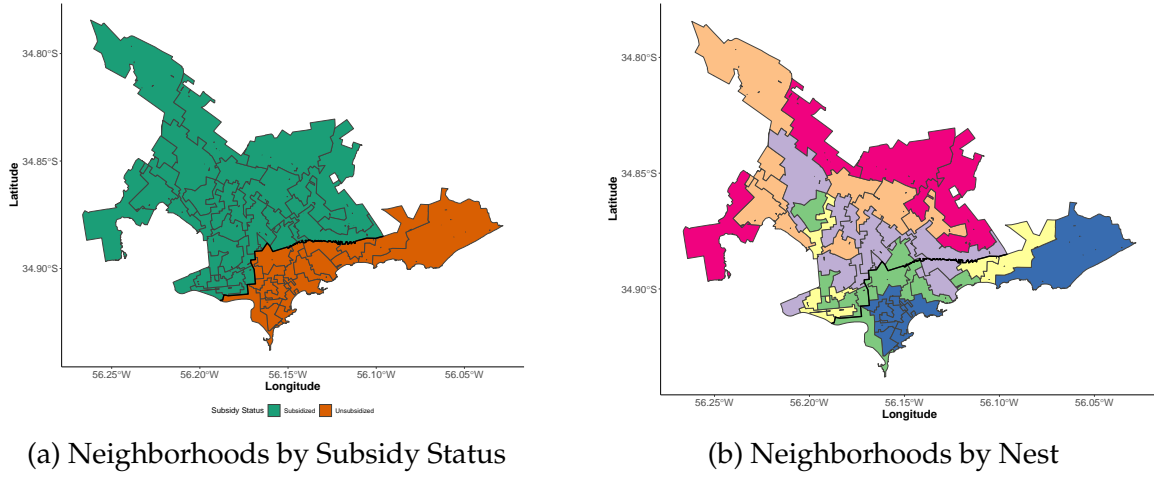 34.80°S
34.85°S
34.90°S
Latitude
56.25°W 56.20°W 56.15°W 56.10°W 56.05°W
Longitude
Subsidy Status Subsidized Unsubsidized
(a) Neighborhoods by Subsidy Status
34.80°S
34.85°S
34.90°S
Latitude
56.25°W 56.20°W 56.15°W 56.10°W 56.05°W
Longitude
(b) Neighborhoods by Nest